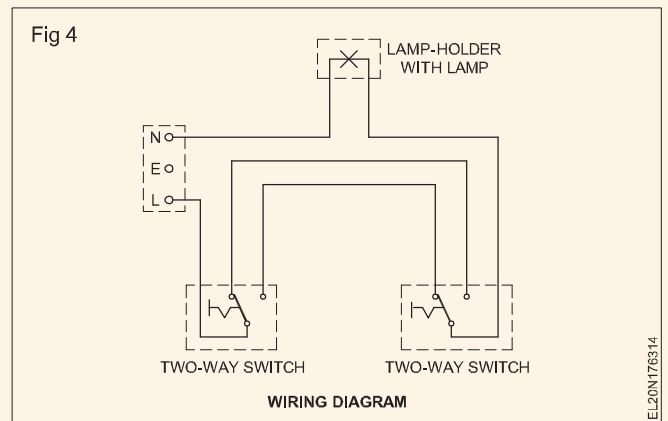 Fig 4
LAMP-HOLDER
WITH LAMP
N
E
L
TWO-WAY SWITCH
TWO-WAY SWITCH
WIRING DIAGRAM
EL20N176314